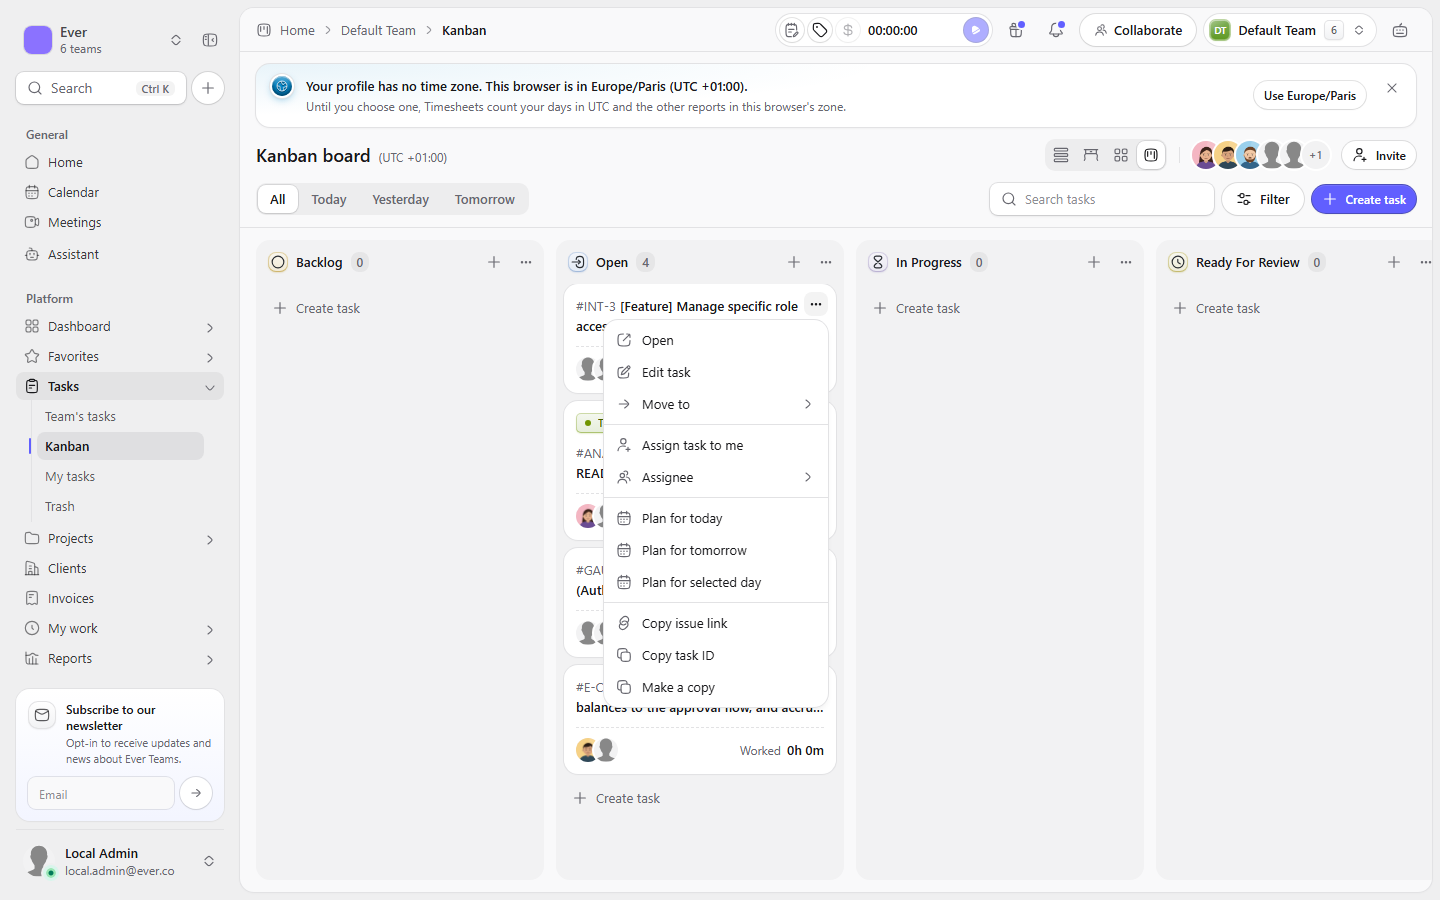 Ever
6 teams
Search
Ctrl K
General
Home
Calendar
Meetings
Assistant
Platform
Dashboard
Favorites
Tasks
Team's tasks
Kanban
My tasks
Trash
Projects
Clients
Invoices
My work
Reports
Subscribe to our
newsletter
Opt-in to receive updates and
news about Ever Teams.
Email
Local Admin
local.admin@ever.co
Home
Default Team
Kanban
00:00:00
Collaborate
DT
Default Team
6
Your profile has no time zone. This browser is in Europe/Paris (UTC +01:00).
Until you choose one, Timesheets count your days in UTC and the other reports in this browser's zone.
Use Europe/Paris
Kanban board
(UTC +01:00)
+1
Invite
All
Today
Yesterday
Tomorrow
Search tasks
Filter
Create task
Backlog
0
Create task
Open
4
#INT-3 [Feature] Manage specific role
Open
Edit task
Move to
Assign task to me
Assignee
Plan for today
Plan for tomorrow
Plan for selected day
Copy issue link
Copy task ID
Make a copy
balances to the approval flow, and accru...
Worked 0h 0m
Create task
In Progress
0
Create task
Ready For Review
0
Create task